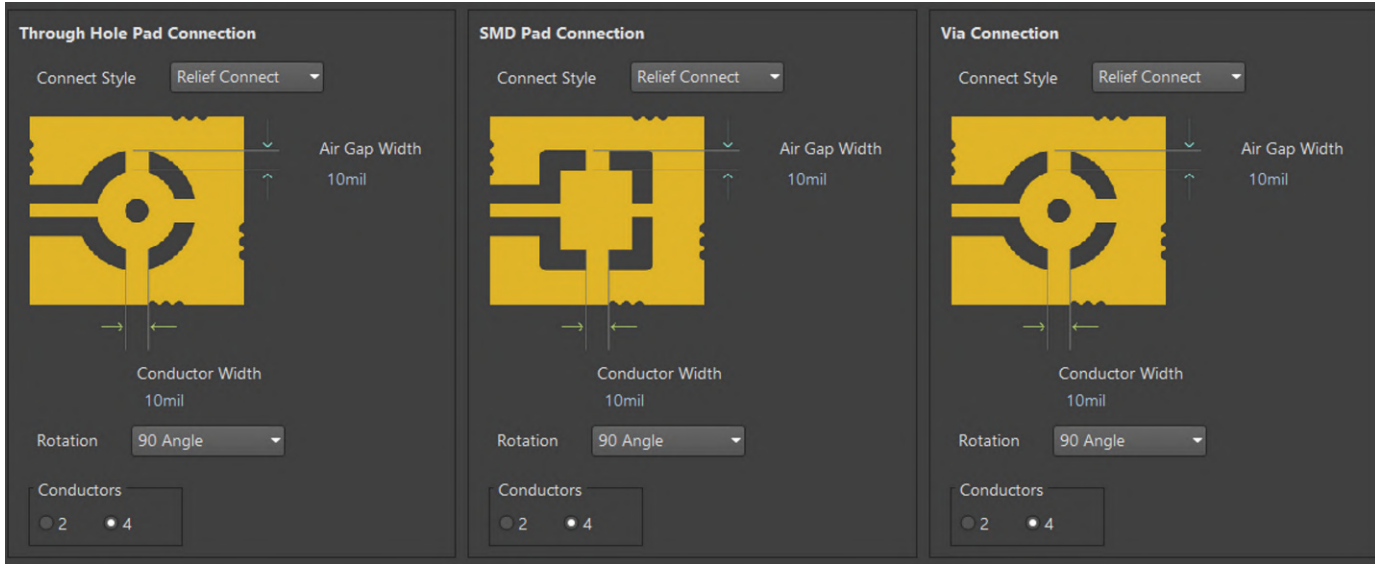 Through Hole Pad Connection
Connect Style Relief Connect
Air Gap Width
10mil
Conductor Width
10mil
Rotation 90 Angle
Conductors
2 4
SMD Pad Connection
Connect Style Relief Connect
Air Gap Width
10mil
Conductor Width
10mil
Rotation 90 Angle
Conductors
2 4
Via Connection
Connect Style Relief Connect
Air Gap Width
10mil
Conductor Width
10mil
Rotation 90 Angle
Conductors
2 4